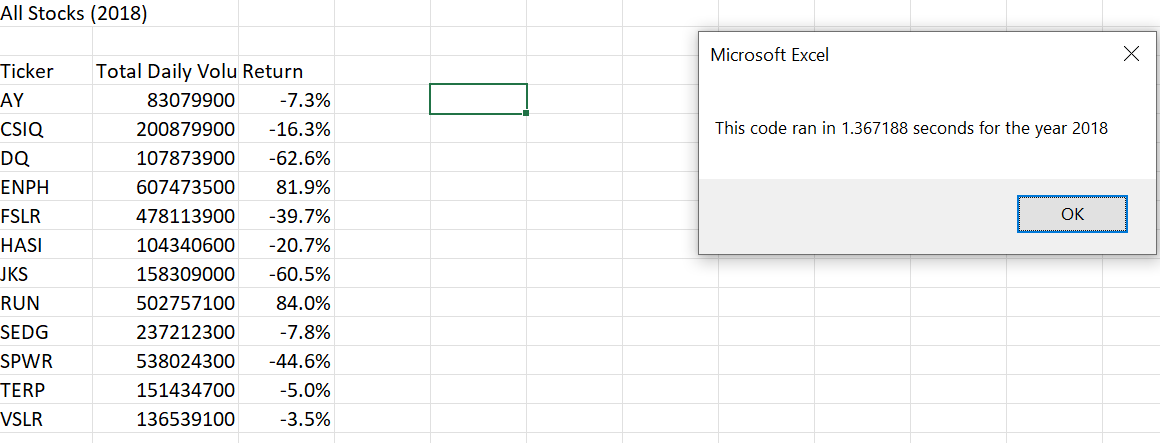 All Stocks (2018)
Ticker Total Daily Volu Return
AY 83079900 -7.3%
CSIQ 200879900 -16.3%
DQ 107873900 -62.6%
ENPH 607473500 81.9%
FSLR 478113900 -39.7%
HASI 104340600 -20.7%
JKS 158309000 -60.5%
RUN 502757100 84.0%
SEDG 237212300 -7.8%
SPWR 538024300 -44.6%
TERP 151434700 -5.0%
VSLR 136539100 -3.5%
Microsoft Excel
This code ran in 1.367188 seconds for the year 2018
OK